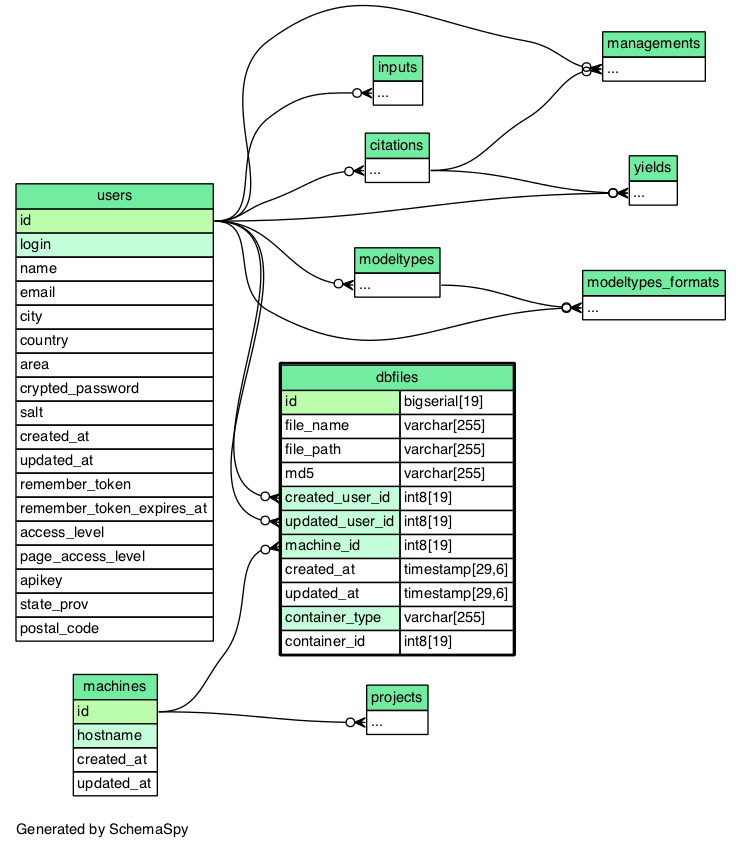 managements
...
inputs
...
citations
...
yields
...
users
id
login
name
email
city
country
area
crypted_password
salt
created_at
updated_at
remember_token
remember_token_expires_at
access_level
page_access_level
apikey
state_prov
postal_code
modeltypes
...
modeltypes_formats
...
dbfiles
id bigserial[19]
file_name varchar[255]
file_path varchar[255]
md5 varchar[255]
created_user_id int8[19]
updated_user_id int8[19]
machine_id int8[19]
created_at timestamp[29,6]
updated_at timestamp[29,6]
container_type varchar[255]
container_id int8[19]
machines
id
hostname
created_at
updated_at
projects
...
Generated by SchemaSpy